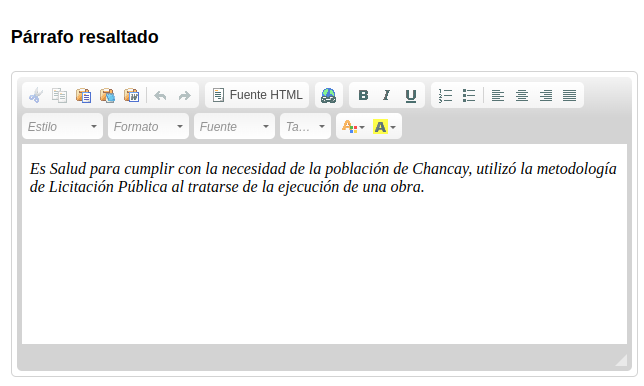 Párrafo resaltado
Fuente HTML
B I U
Estilo Formato Fuente Ta... A A
Es Salud para cumplir con la necesidad de la población de Chancay, utilizó la metodología
de Licitación Pública al tratarse de la ejecución de una obra.